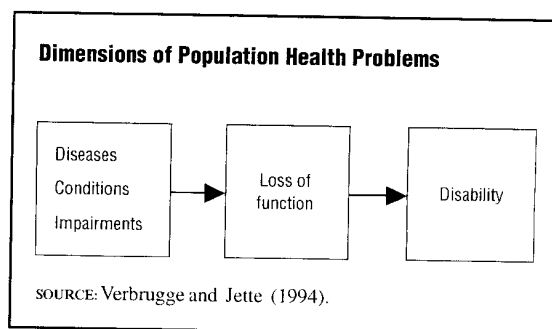 Dimensions of Population Health Problems
Diseases
Conditions
Impairments
Loss of
function
Disability
SOURCE: Verbrugge and Jette (1994).